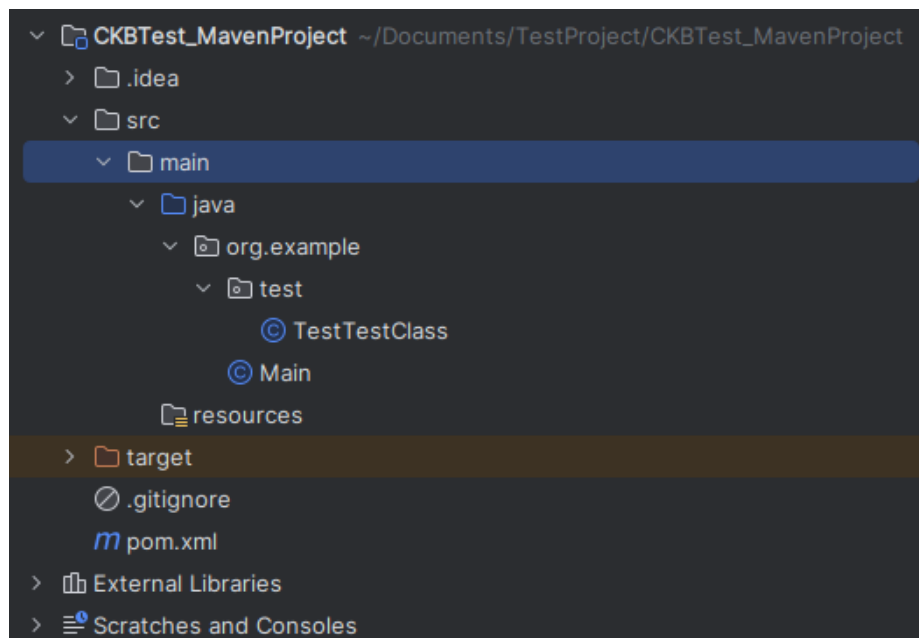 CKBTest_MavenProject ~/Documents/TestProject/CKBTest_MavenProject
.idea
src
main
java
org.example
test
TestTestClass
Main
resources
target
.gitignore
pom.xml
External Libraries
Scratches and Consoles